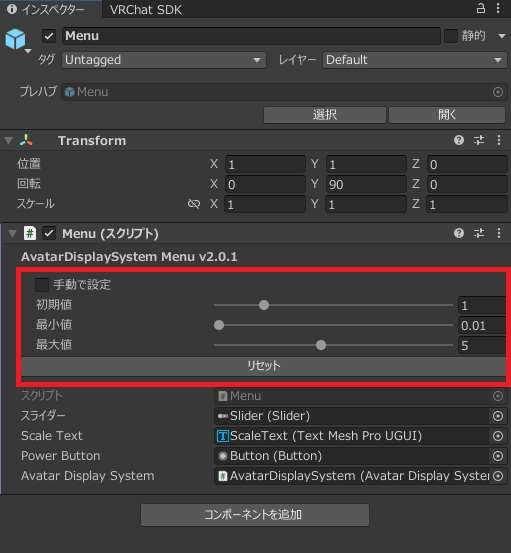 インスペクター VRChat SDK
Menu 静的
タグ Untagged レイヤー Default
プレハブ Menu
選択 開く
Transform
位置 X 1 Y 1 Z 0
回転 X 0 Y 90 Z 0
スケール X 1 Y 1 Z 1
# Menu (スクリプト)
AvatarDisplaySystem Menu v2.0.1
手動で設定
初期値 1
最小値 0.01
最大値 5
リセット
スクリプト # Menu
スライダー Slider (Slider)
Scale Text ScaleText (Text Mesh Pro UGUI)
Power Button Button (Button)
Avatar Display System # AvatarDisplaySystem (Avatar Display System
コンポーネントを追加